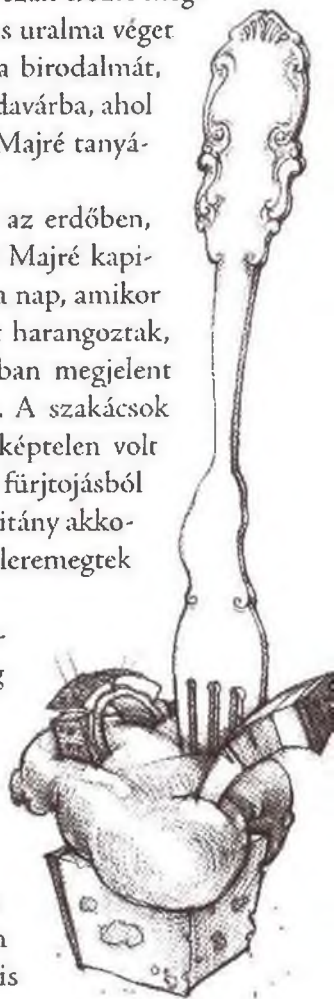 s uralma véget
a birodalmát,
davárba, ahol
Majré tanyá-
az erdőben,
Majré kapi-
a nap, amikor
harangoztak,
ban megjelent
. A szakácsok
képtelen volt
fürjtojásból
itány akko-
leremegtek
-
g
n
is